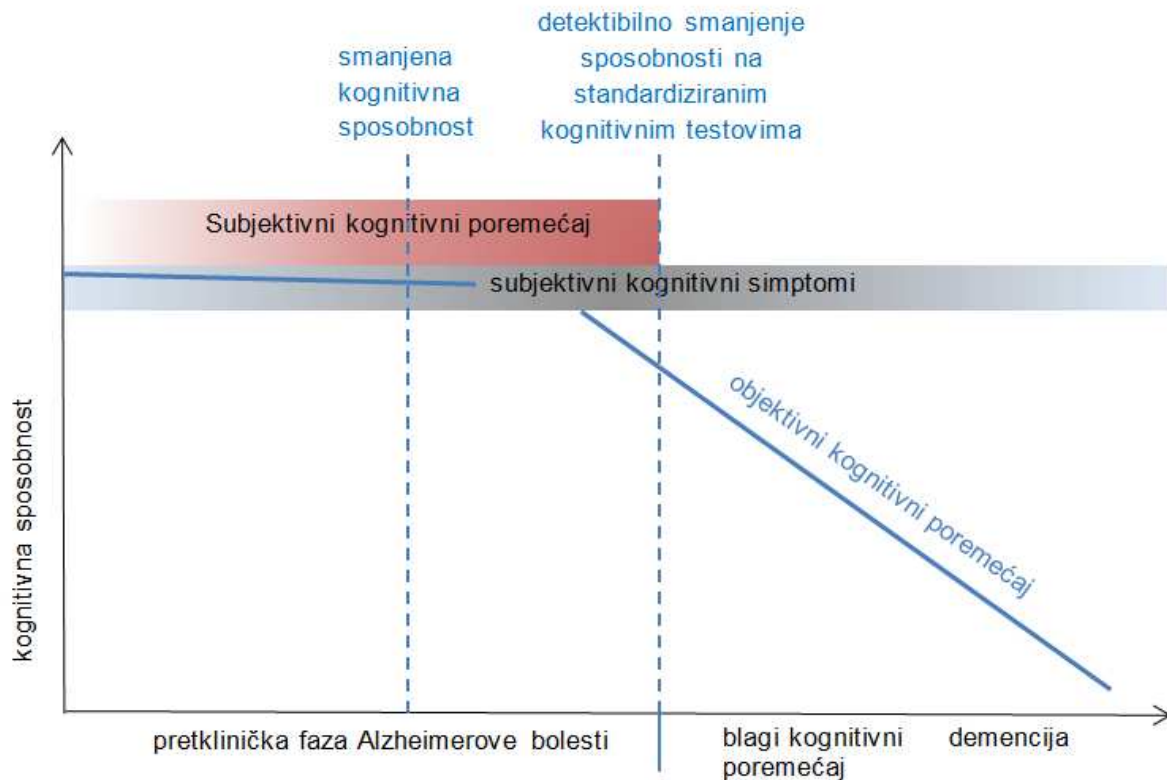 smanjena
kognitivna
sposobnost
detektibilno smanjenje
sposobnosti na
standardiziranim
kognitivnim testovima
Subjektivni kognitivni poremećaj
subjektivni kognitivni simptomi
objektivni kognitivni poremećaj
kognitivna sposobnost
pretklinička faza Alzheimerove bolesti
blagi kognitivni
poremećaj
demencija